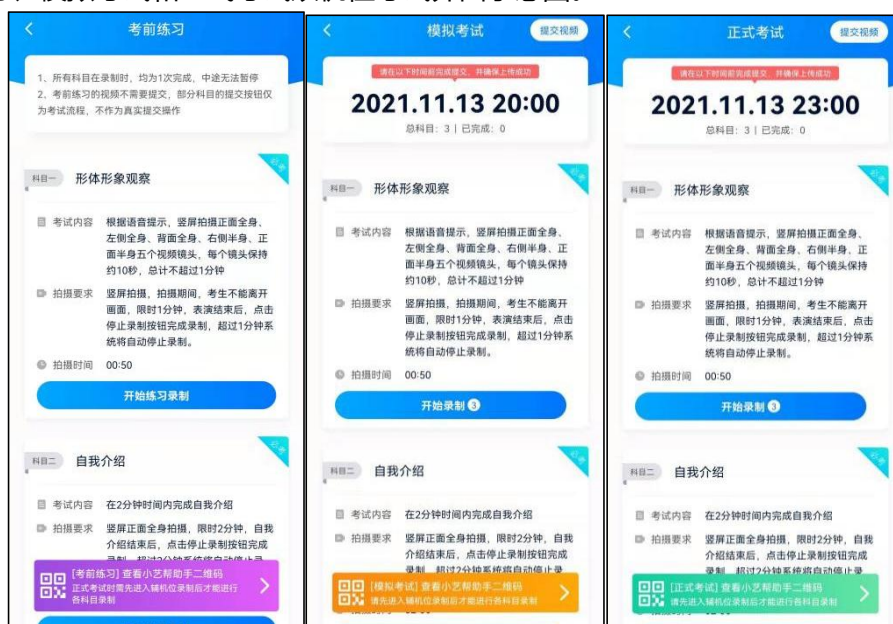 考前练习
1、所有科目在录制时，均为1次完成，中途无法暂停
2、考前练习的视频不需要提交，部分科目的提交按钮仅
为考试流程，不作为真实提交操作
必考
科目一 形体形象观察
考试内容 根据语音提示，竖屏拍摄正面全身、
左侧全身、背面全身、右侧半身、正
面半身五个视频镜头，每个镜头保持
约10秒，总计不超过1分钟
拍摄要求 竖屏拍摄，拍摄期间，考生不能离开
画面，限时1分钟，表演结束后，点击
停止录制按钮完成录制，超过1分钟系
统将自动停止录制。
拍摄时间 00:50
开始练习录制
必考
科目二 自我介绍
考试内容 在2分钟时间内完成自我介绍
拍摄要求 竖屏正面全身拍摄，限时2分钟，自我
介绍结束后，点击停止录制按钮完成
[考前练习] 查看小艺帮助手二维码
正式考试时需先进入辅机位录制后才能进行
各科目录制
模拟考试
提交视频
请在以下时间前完成提交，并确保上传成功
2021.11.13 20:00
总科目：3 | 已完成：0
必考
科目一 形体形象观察
考试内容 根据语音提示，竖屏拍摄正面全身、
左侧全身、背面全身、右侧半身、正
面半身五个视频镜头，每个镜头保持
约10秒，总计不超过1分钟
拍摄要求 竖屏拍摄，拍摄期间，考生不能离开
画面，限时1分钟，表演结束后，点击
停止录制按钮完成录制，超过1分钟系
统将自动停止录制。
拍摄时间 00:50
开始录制 3
必考
科目二 自我介绍
考试内容 在2分钟时间内完成自我介绍
拍摄要求 竖屏正面全身拍摄，限时2分钟，自我
介绍结束后，点击停止录制按钮完成
录制，超过2分钟系统将自动停止录
[模拟考试] 查看小艺帮助手二维码
请先进入辅机位录制后才能进行各科目录制
正式考试
提交视频
请在以下时间前完成提交，并确保上传成功
2021.11.13 23:00
总科目：3 | 已完成：0
必考
科目一 形体形象观察
考试内容 根据语音提示，竖屏拍摄正面全身、
左侧全身、背面全身、右侧半身、正
面半身五个视频镜头，每个镜头保持
约10秒，总计不超过1分钟
拍摄要求 竖屏拍摄，拍摄期间，考生不能离开
画面，限时1分钟，表演结束后，点击
停止录制按钮完成录制，超过1分钟系
统将自动停止录制。
拍摄时间 00:50
开始录制 3
必考
科目二 自我介绍
考试内容 在2分钟时间内完成自我介绍
拍摄要求 竖屏正面全身拍摄，限时2分钟，自我
介绍结束后，点击停止录制按钮完成
录制，超过2分钟系统将自动停止录
[正式考试] 查看小艺帮助手二维码
请先进入辅机位录制后才能进行各科目录制